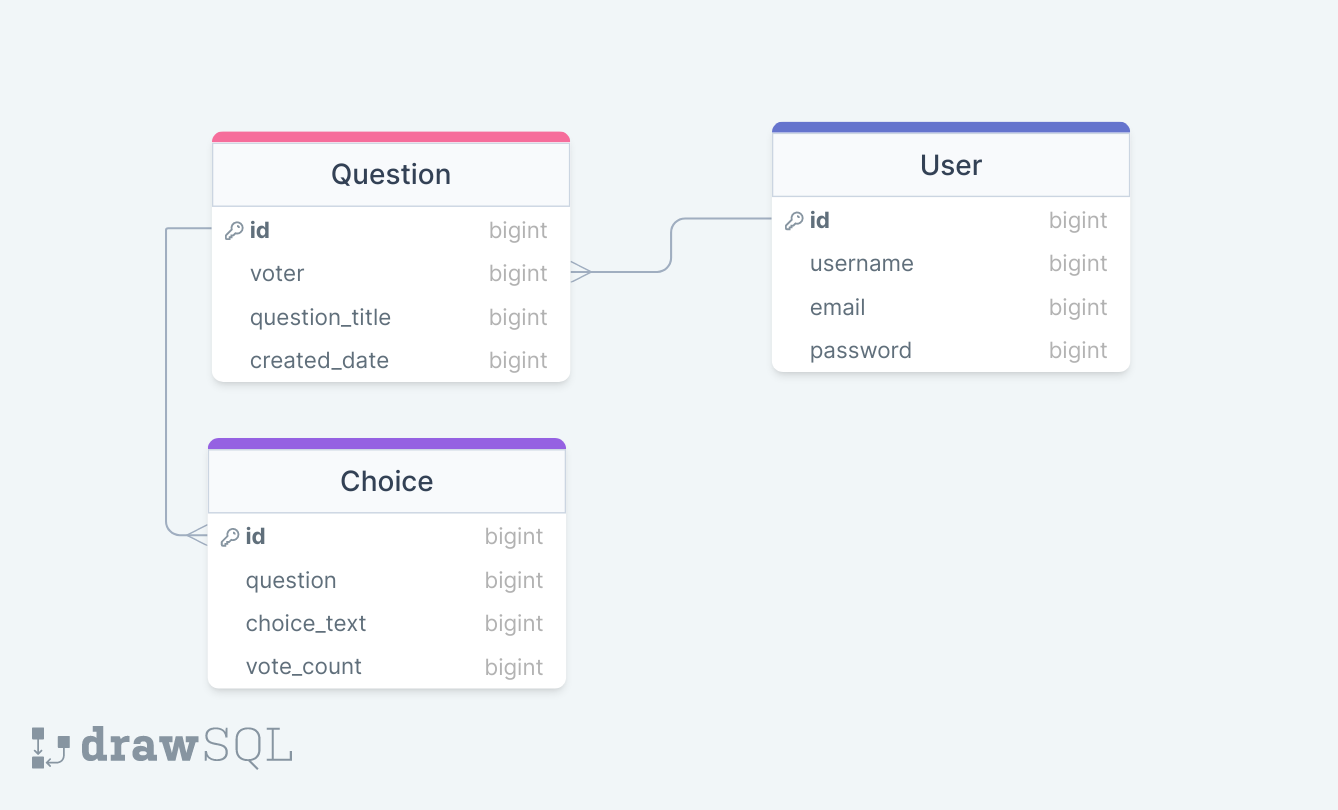 Question
id bigint
voter bigint
question_title bigint
created_date bigint
User
id bigint
username bigint
email bigint
password bigint
Choice
id bigint
question bigint
choice_text bigint
vote_count bigint
drawSQL